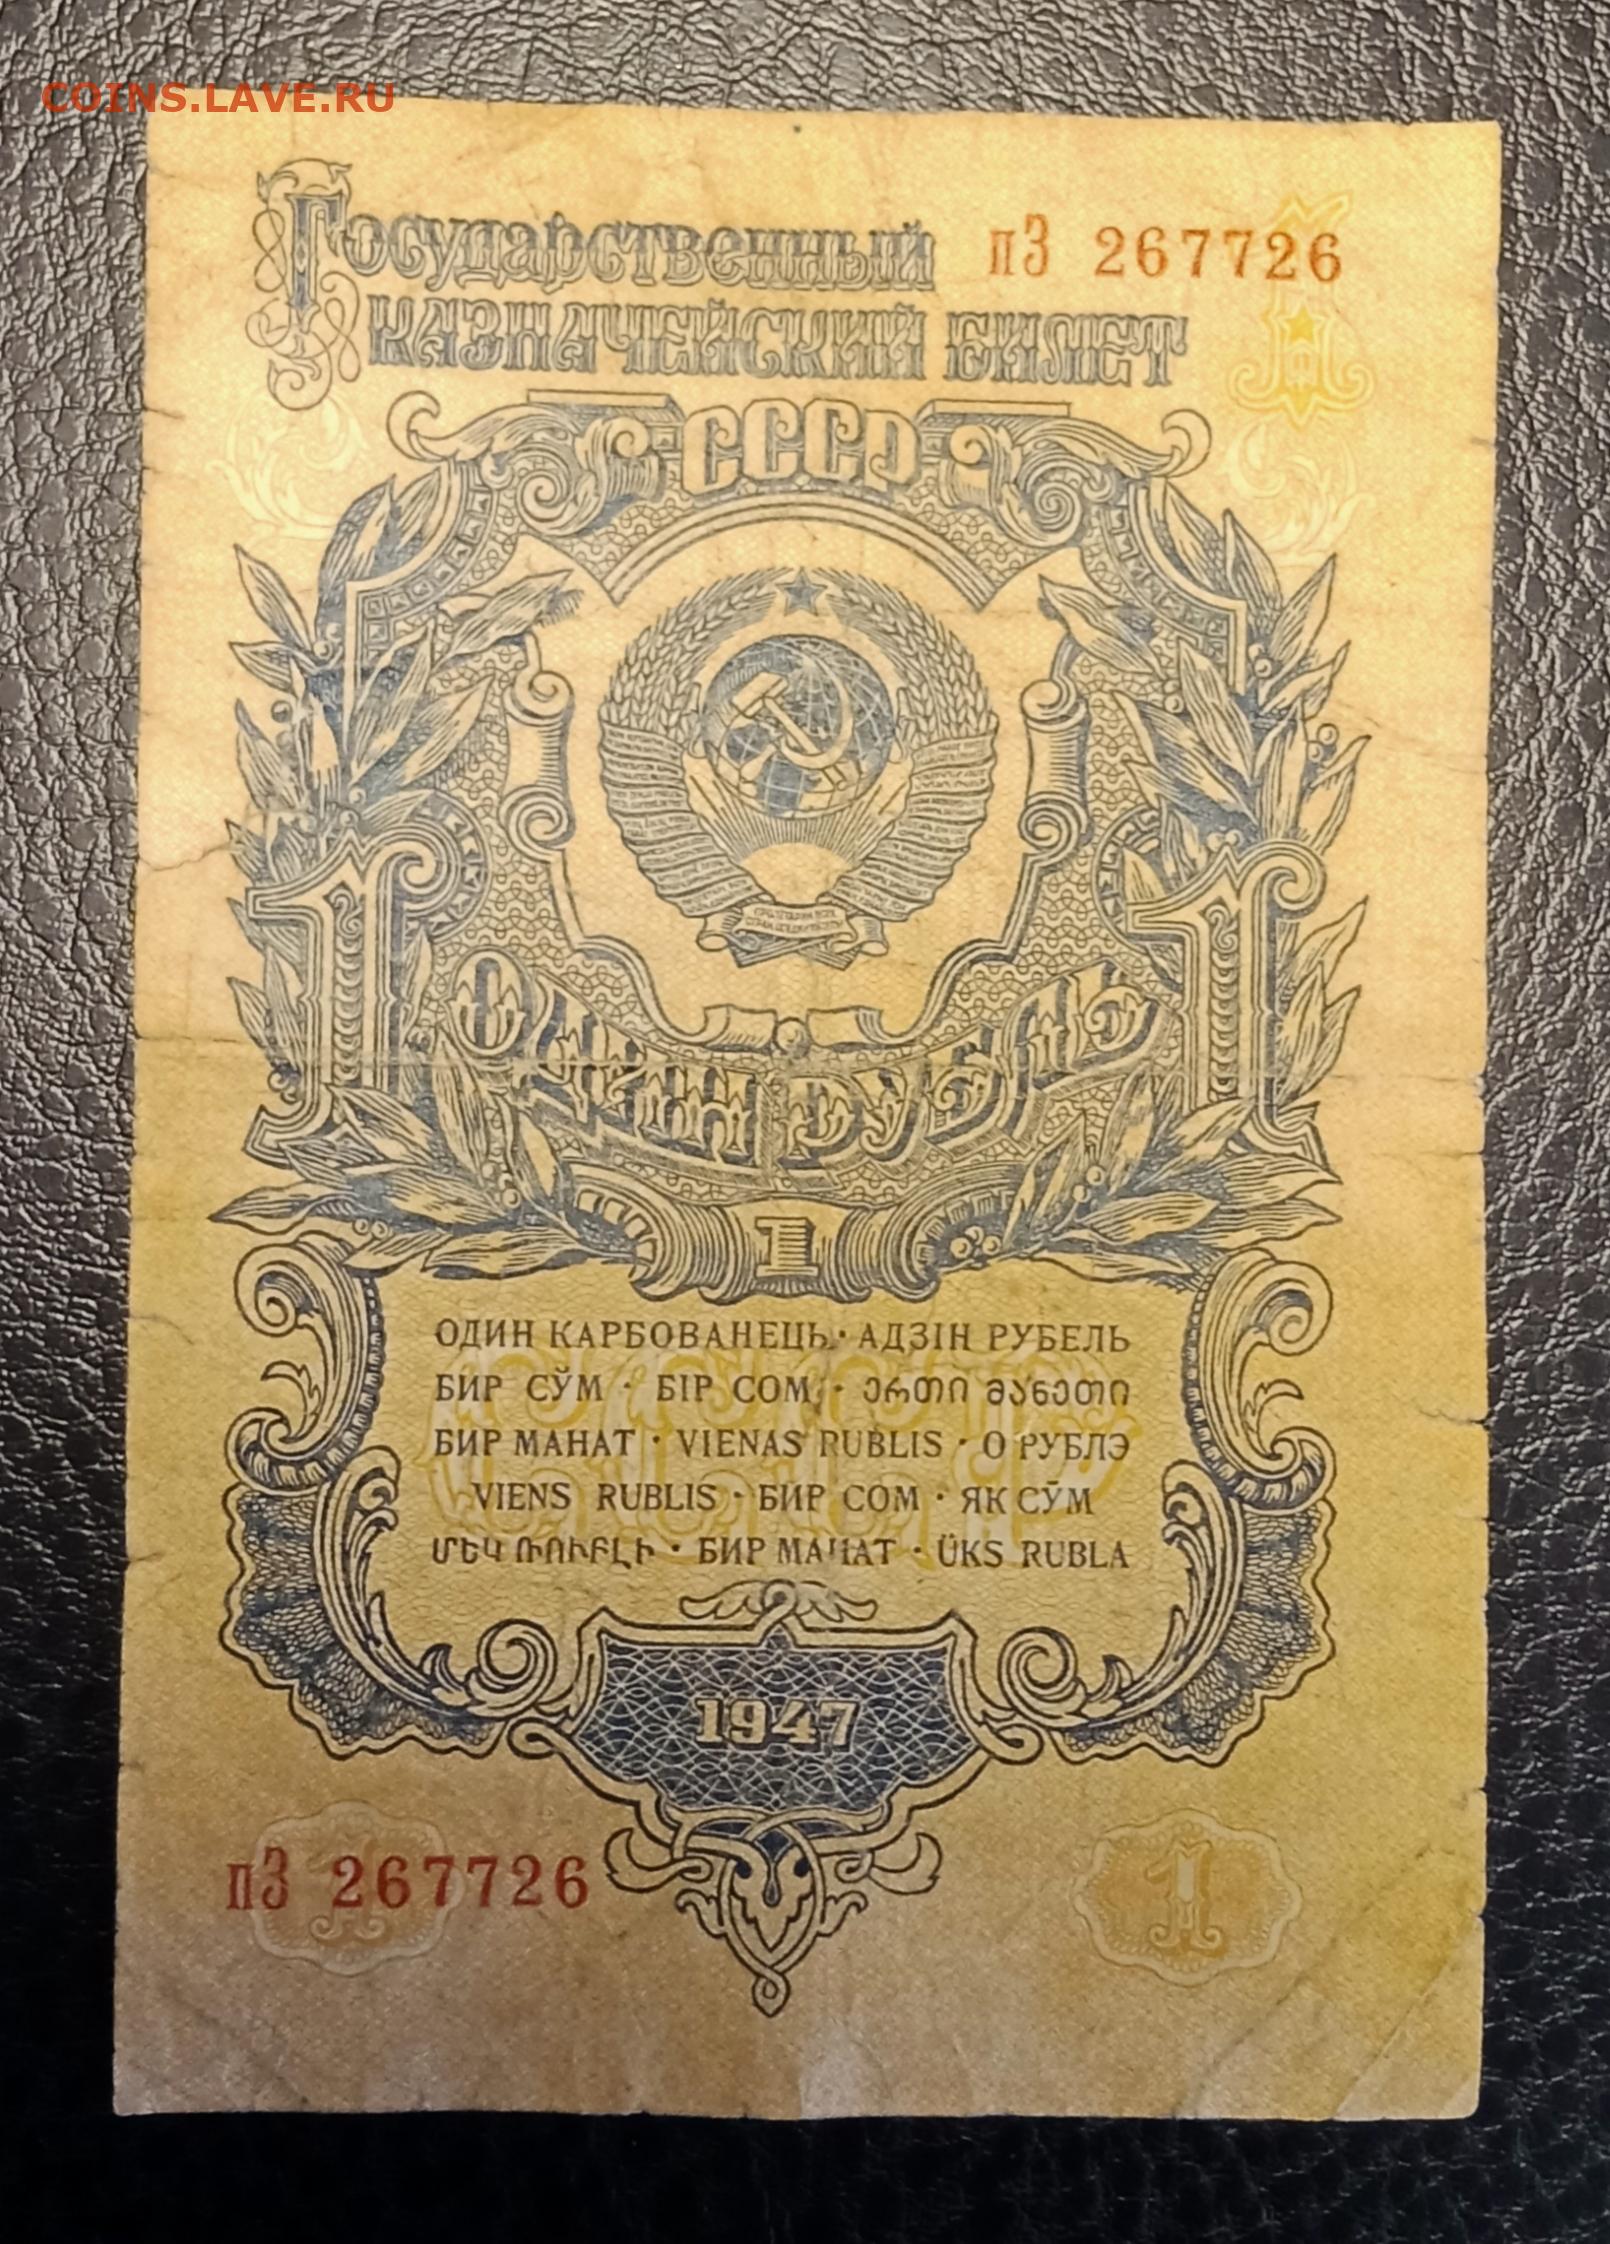 COINS.LAVE.RU
Государственный
пЗ 267726
казначейский билет
СССР
1 1
ОДИН РУБЛЬ
1
ОДИН КАРБОВАНЕЦЬ · АДЗІН РУБЕЛЬ
БИР СЎМ · БІР СОМ · ერთი მანეთი
БИР МАНАТ · VIENAS RUBLIS · О РУБЛЭ
VIENS RUBLIS · БИР СОМ · ЯК СӮМ
ՄԵԿ ՌՈՒԲԼԻ · БИР МАНАТ · ÜKS RUBLA
1947
пЗ 267726
1
1